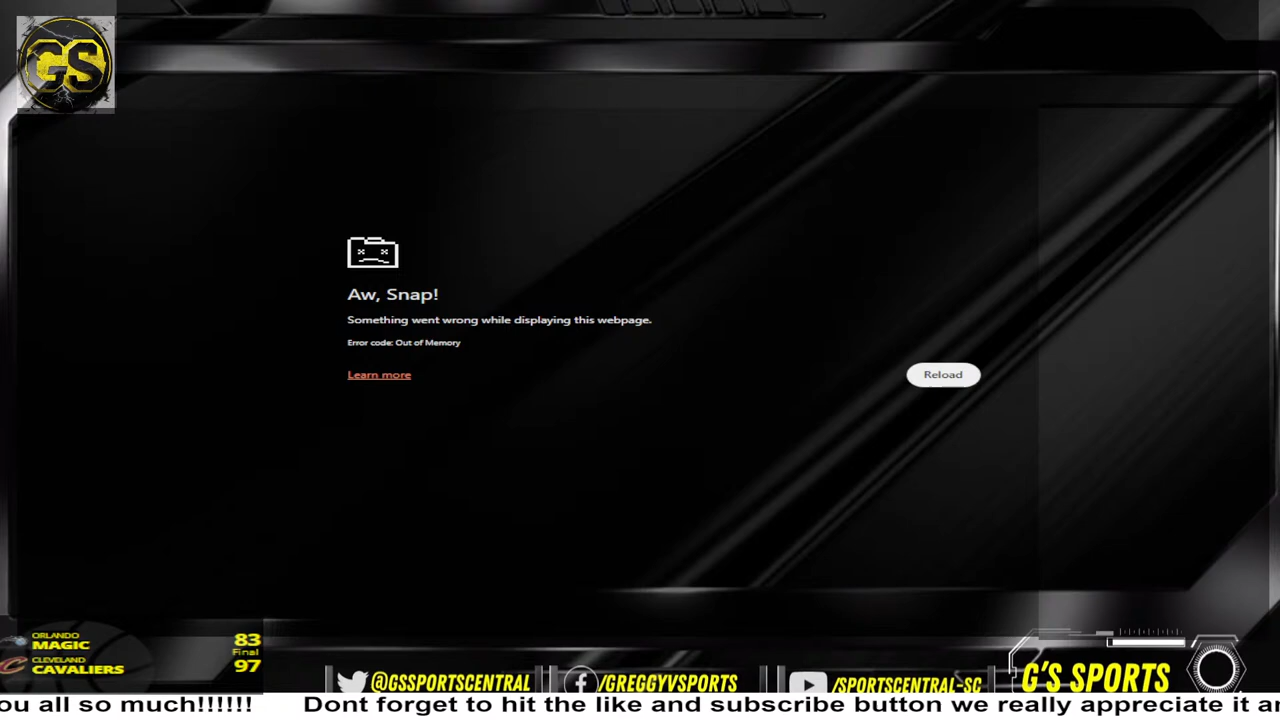 GS
Aw, Snap!
Something went wrong while displaying this webpage.
Error code: Out of Memory
Learn more
Reload
ORLANDO
MAGIC
83
Final
CLEVELAND
CAVALIERS
97
@GSSPORTSCENTRAL
/GREGGYVSPORTS
/SPORTSCENTRAL-SC
G'S SPORTS
ou all so much!!!!!! Dont forget to hit the like and subscribe button we really appreciate it a